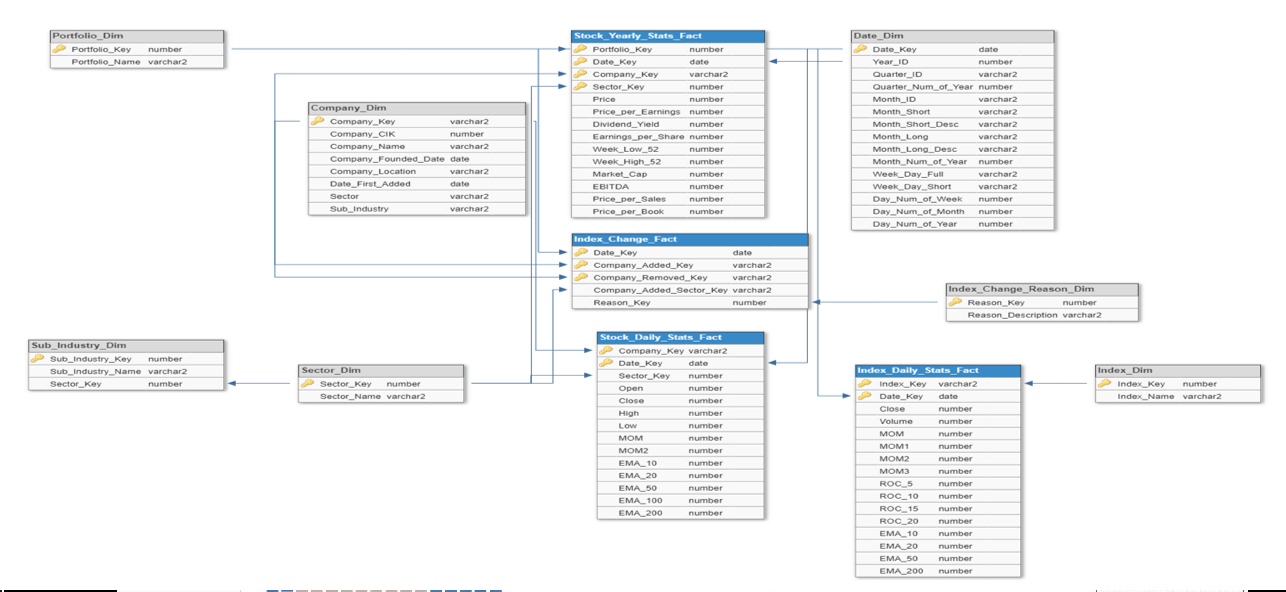 Portfolio_Dim
Portfolio_Key number
Portfolio_Name varchar2
Stock_Yearly_Stats_Fact
Portfolio_Key number
Date_Key date
Company_Key varchar2
Sector_Key number
Price number
Price_per_Earnings number
Dividend_Yield number
Earnings_per_Share number
Week_Low_52 number
Week_High_52 number
Market_Cap number
EBITDA number
Price_per_Sales number
Price_per_Book number
Date_Dim
Date_Key date
Year_ID number
Quarter_ID varchar2
Quarter_Num_of_Year number
Month_ID varchar2
Month_Short varchar2
Month_Short_Desc varchar2
Month_Long varchar2
Month_Long_Desc varchar2
Month_Num_of_Year number
Week_Day_Full varchar2
Week_Day_Short varchar2
Day_Num_of_Week number
Day_Num_of_Month number
Day_Num_of_Year number
Company_Dim
Company_Key varchar2
Company_CIK number
Company_Name varchar2
Company_Founded_Date date
Company_Location varchar2
Date_First_Added date
Sector varchar2
Sub_Industry varchar2
Index_Change_Fact
Date_Key date
Company_Added_Key varchar2
Company_Removed_Key varchar2
Company_Added_Sector_Key varchar2
Reason_Key number
Index_Change_Reason_Dim
Reason_Key number
Reason_Description varchar2
Sub_Industry_Dim
Sub_Industry_Key number
Sub_Industry_Name varchar2
Sector_Key number
Sector_Dim
Sector_Key number
Sector_Name varchar2
Stock_Daily_Stats_Fact
Company_Key varchar2
Date_Key date
Sector_Key number
Open number
Close number
High number
Low number
MOM number
MOM2 number
EMA_10 number
EMA_20 number
EMA_50 number
EMA_100 number
EMA_200 number
Index_Daily_Stats_Fact
Index_Key varchar2
Date_Key date
Close number
Volume number
MOM number
MOM1 number
MOM2 number
MOM3 number
ROC_5 number
ROC_10 number
ROC_15 number
ROC_20 number
EMA_10 number
EMA_20 number
EMA_50 number
EMA_200 number
Index_Dim
Index_Key number
Index_Name varchar2